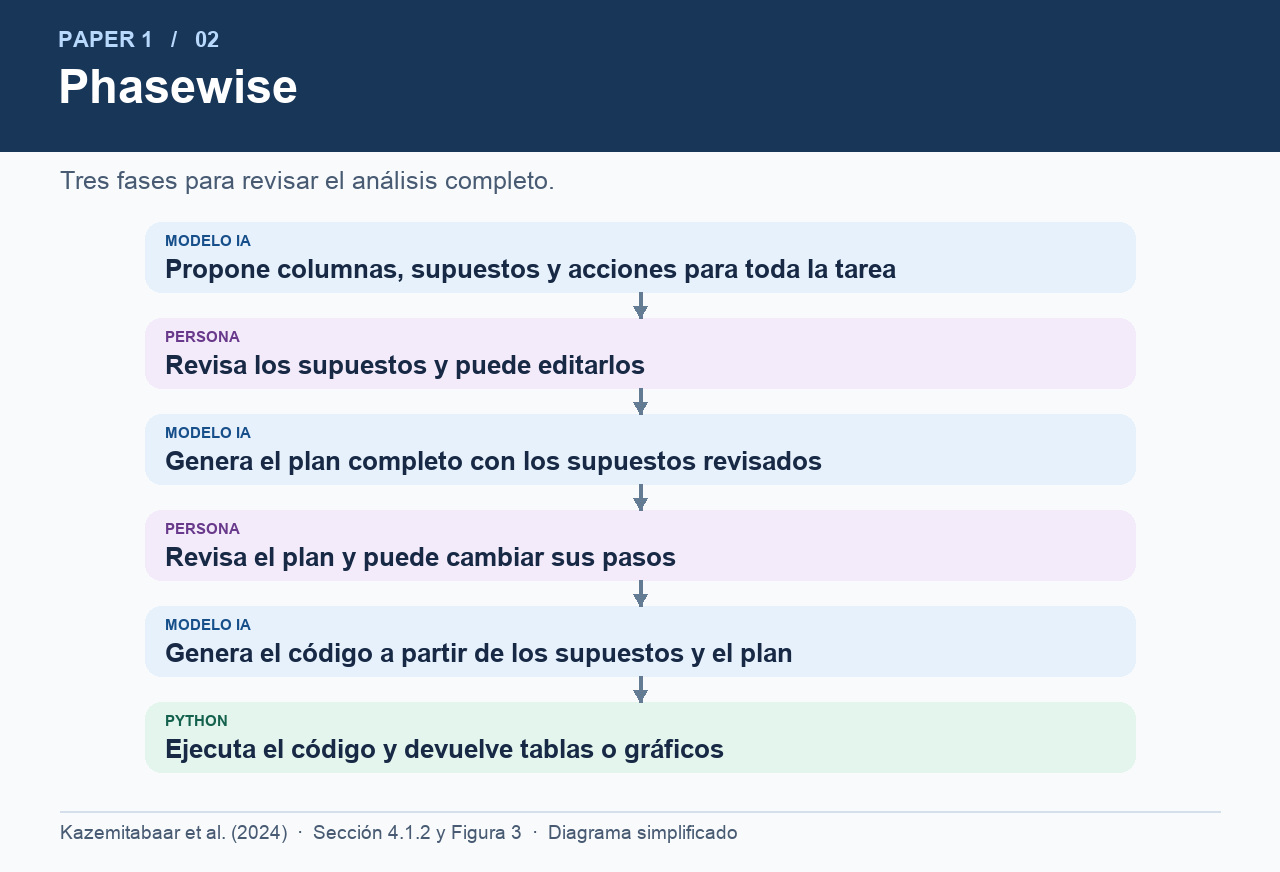 PAPER 1 / 02
Phasewise
Tres fases para revisar el análisis completo.
MODELO IA
Propone columnas, supuestos y acciones para toda la tarea
PERSONA
Revisa los supuestos y puede editarlos
MODELO IA
Genera el plan completo con los supuestos revisados
PERSONA
Revisa el plan y puede cambiar sus pasos
MODELO IA
Genera el código a partir de los supuestos y el plan
PYTHON
Ejecuta el código y devuelve tablas o gráficos
Kazemitabaar et al. (2024) · Sección 4.1.2 y Figura 3 · Diagrama simplificado